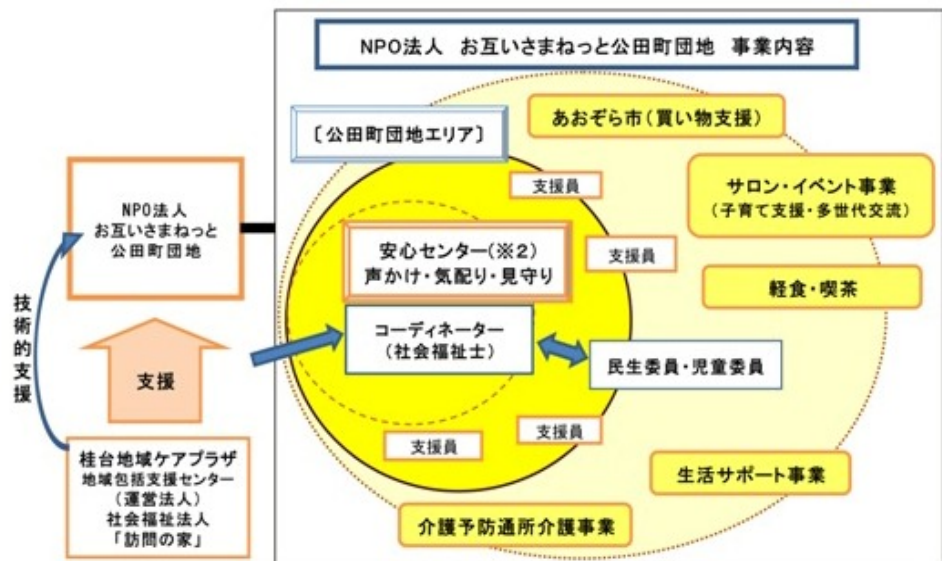 NPO法人 お互いさまねっと公田町団地 事業内容
あおぞら市(買い物支援)
〔公田町団地エリア〕
支援員
サロン・イベント事業
(子育て支援・多世代交流)
NPO法人
お互いさまねっと
公田町団地
安心センター(※2)
声かけ・気配り・見守り
支援員
軽食・喫茶
コーディネーター
(社会福祉士)
民生委員・児童委員
技術的支援
支援
支援員
支援員
桂台地域ケアプラザ
地域包括支援センター
(運営法人)
社会福祉法人
「訪問の家」
生活サポート事業
介護予防通所介護事業